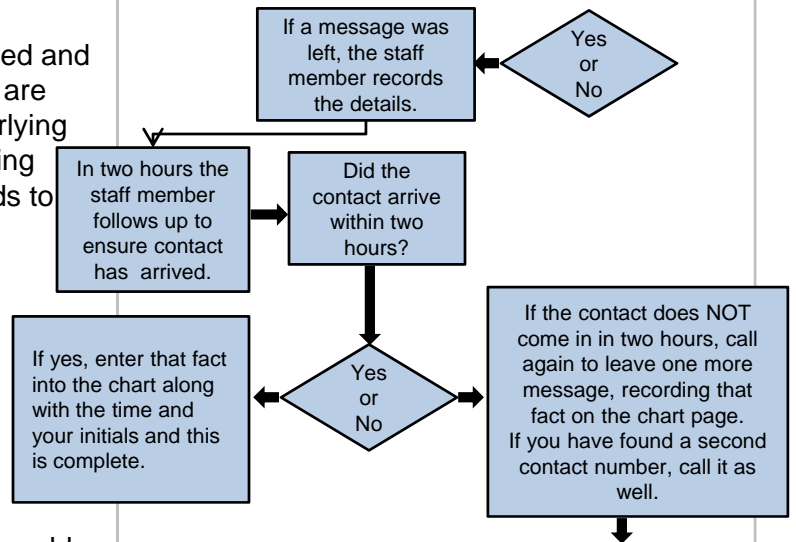 ed and
are
rlying
ing
ds to
If a message was
left, the staff
member records
the details.
Yes
or
No
In two hours the
staff member
follows up to
ensure contact
has arrived.
Did the
contact arrive
within two
hours?
If yes, enter that fact
into the chart along
with the time and
your initials and this
is complete.
Yes
or
No
If the contact does NOT
come in in two hours, call
again to leave one more
message, recording that
fact on the chart page.
If you have found a second
contact number, call it as
well.